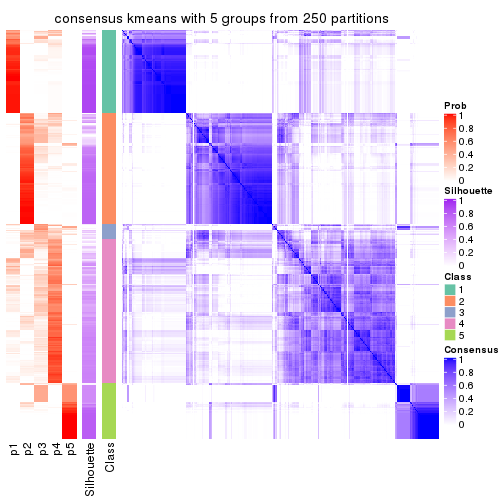 consensus kmeans with 5 groups from 250 partitions
Prob
1
0.8
0.6
0.4
0.2
0
Silhouette
1
0.8
0.6
0.4
0.2
0
Class
1
2
3
4
5
Consensus
1
0.8
0.6
0.4
0.2
0
p1
p2
p3
p4
p5
Silhouette
Class